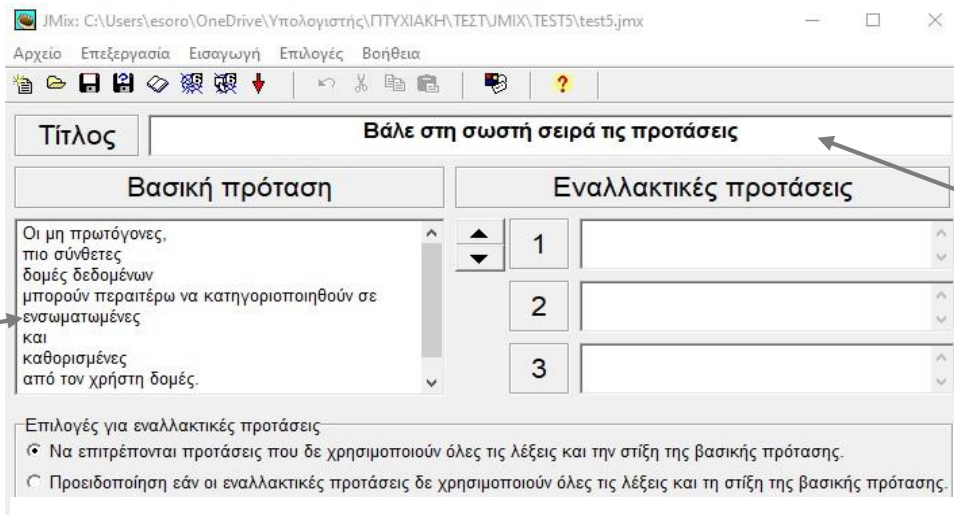 JMix: C:\Users\esoro\OneDrive\Υπολογιστής\ΠΤΥΧΙΑΚΗ\ΤΕΣΤ\JMIX\TEST5\test5.jmx
Αρχείο Επεξεργασία Εισαγωγή Επιλογές Βοήθεια
Τίτλος
Βάλε στη σωστή σειρά τις προτάσεις
Βασική πρόταση
Εναλλακτικές προτάσεις
Οι μη πρωτόγονες,
πιο σύνθετες
δομές δεδομένων
μπορούν περαιτέρω να κατηγοριοποιηθούν σε
ενσωματωμένες
και
καθορισμένες
από τον χρήστη δομές.
1
2
3
Επιλογές για εναλλακτικές προτάσεις
Να επιτρέπονται προτάσεις που δε χρησιμοποιούν όλες τις λέξεις και την στίξη της βασικής πρότασης.
Προειδοποίηση εάν οι εναλλακτικές προτάσεις δε χρησιμοποιούν όλες τις λέξεις και τη στίξη της βασικής πρότασης.